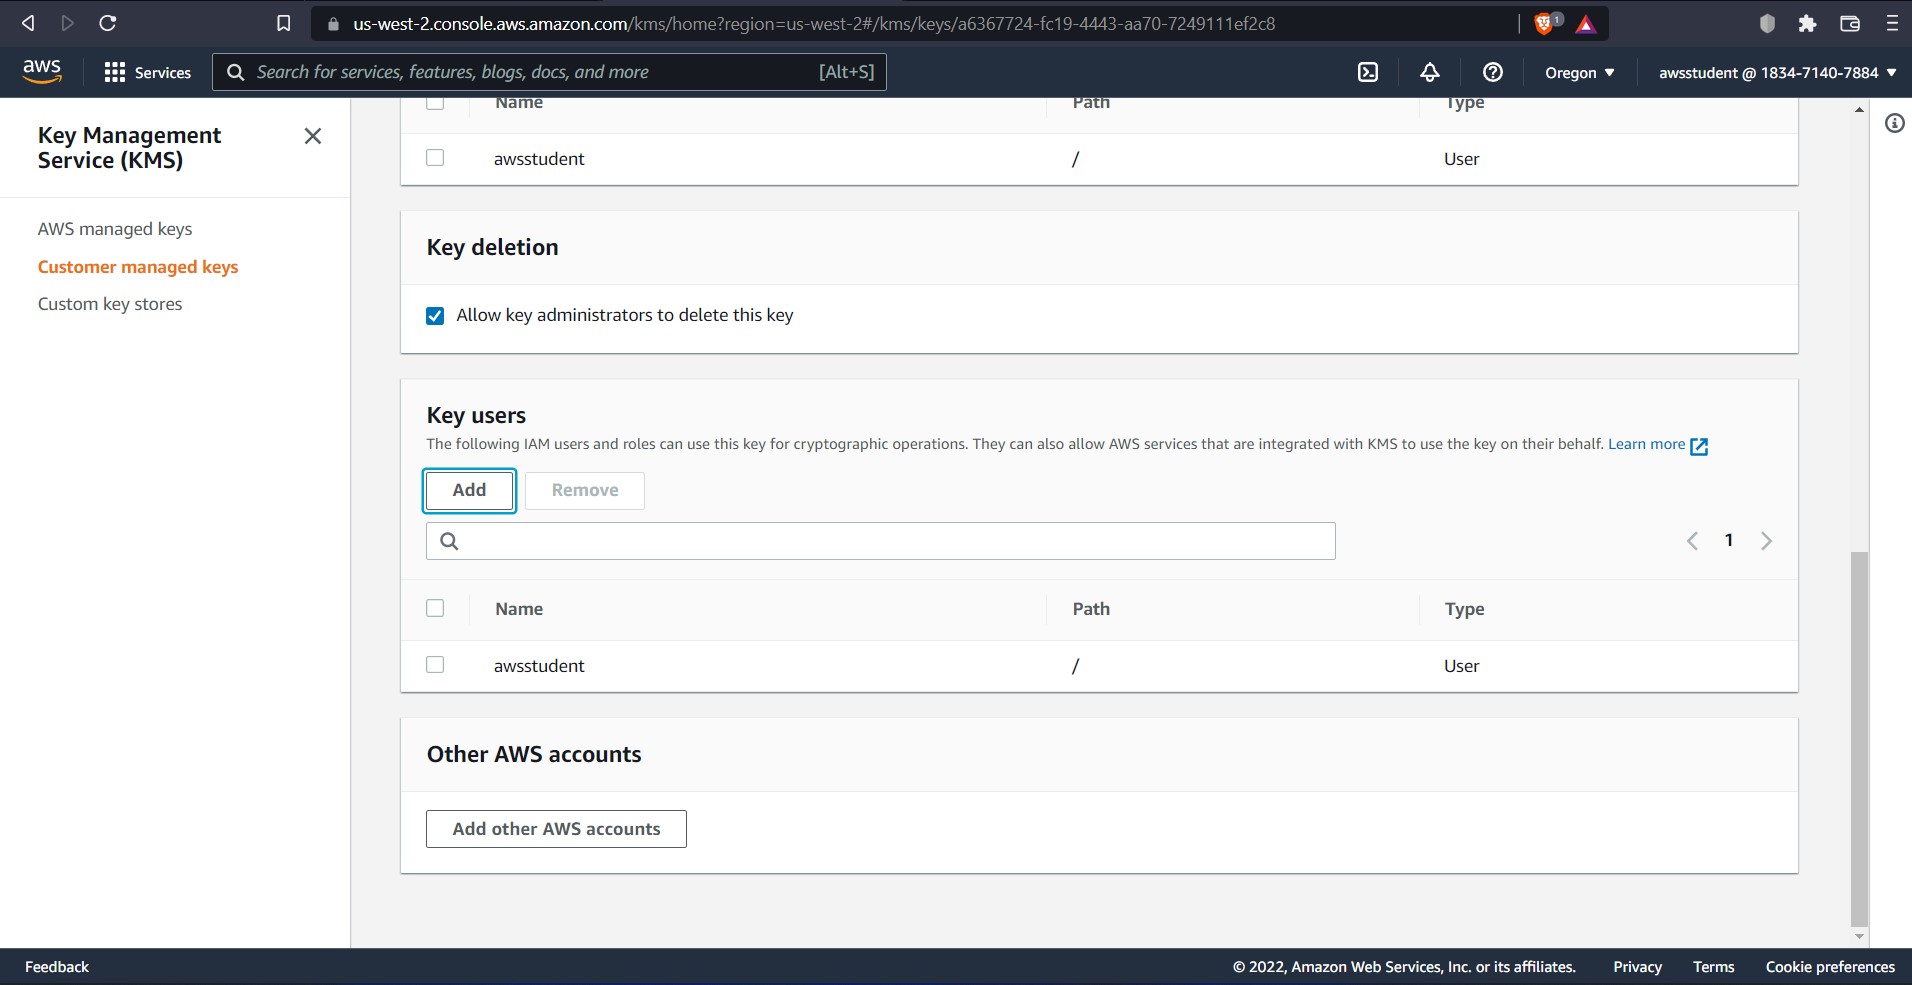 us-west-2.console.aws.amazon.com/kms/home?region=us-west-2#/kms/keys/a6367724-fc19-4443-aa70-7249111ef2c8
1
aws
Services
Search for services, features, blogs, docs, and more
[Alt+S]
Oregon
awsstudent @ 1834-7140-7884
Key Management
Service (KMS)
AWS managed keys
Customer managed keys
Custom key stores
Name Path Type
awsstudent / User
Key deletion
Allow key administrators to delete this key
Key users
The following IAM users and roles can use this key for cryptographic operations. They can also allow AWS services that are integrated with KMS to use the key on their behalf. Learn more
Add Remove
1
Name Path Type
awsstudent / User
Other AWS accounts
Add other AWS accounts
Feedback
© 2022, Amazon Web Services, Inc. or its affiliates. Privacy Terms Cookie preferences